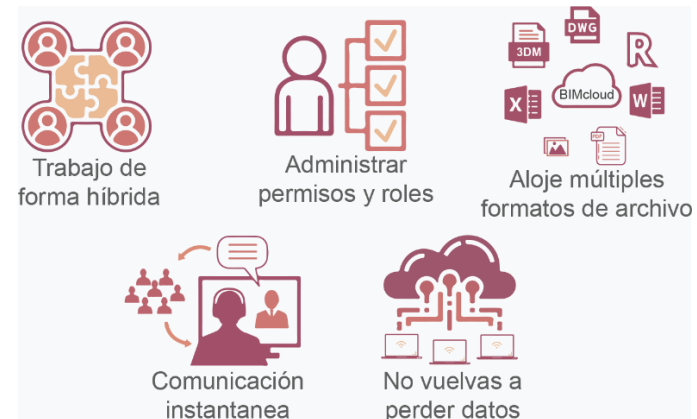 Trabajo de
forma híbrida
Administrar
permisos y roles
3DM
DWG
R
X
BIMcloud
W
PDF
Aloje múltiples
formatos de archivo
Comunicación
instantanea
No vuelvas a
perder datos